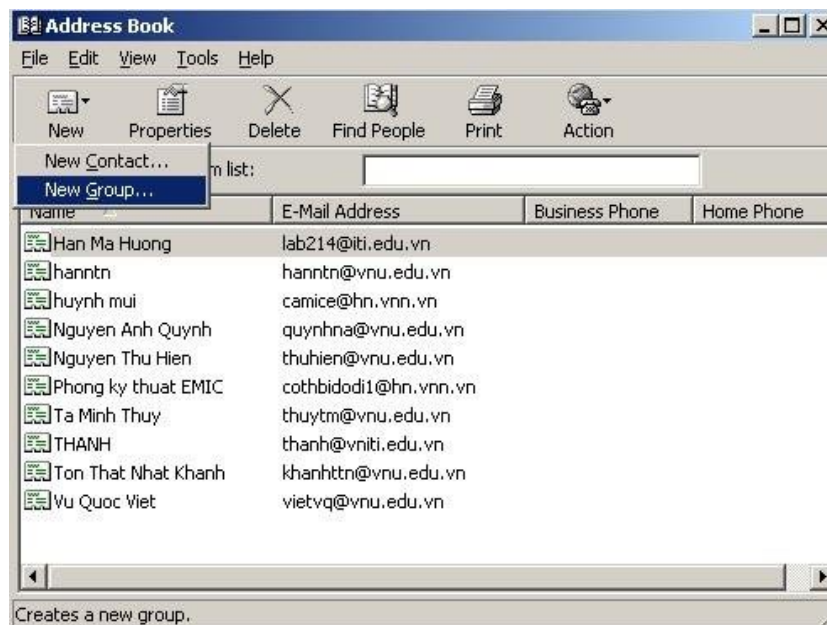 Address Book
File Edit View Tools Help
New Properties Delete Find People Print Action
New Contact... m list:
New Group...
Name E-Mail Address Business Phone Home Phone
Han Ma Huong lab214@iti.edu.vn
hanntn hanntn@vnu.edu.vn
huynh mui camice@hn.vnn.vn
Nguyen Anh Quynh quynhna@vnu.edu.vn
Nguyen Thu Hien thuhien@vnu.edu.vn
Phong ky thuat EMIC cothbidodi1@hn.vnn.vn
Ta Minh Thuy thuytm@vnu.edu.vn
THANH thanh@vniti.edu.vn
Ton That Nhat Khanh khanhttn@vnu.edu.vn
Vu Quoc Viet vietvq@vnu.edu.vn
Creates a new group.